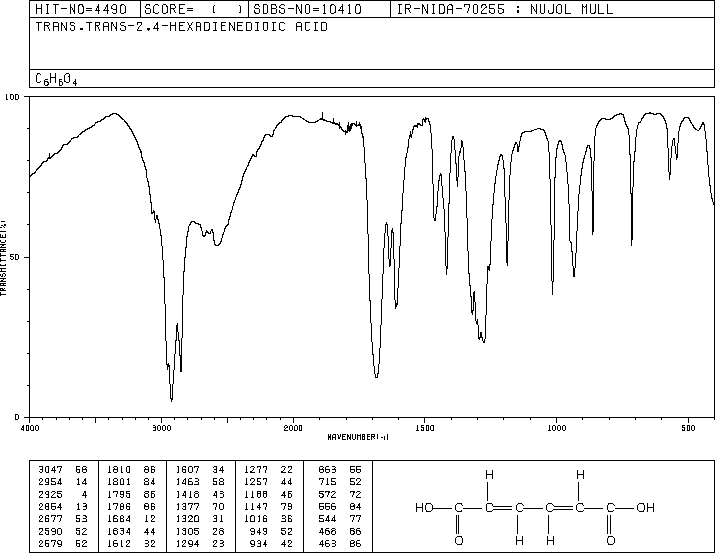 HIT-NO=4490 SCORE= ( ) SDBS-NO=10410 IR-NIDA-70255 : NUJOL MULL
TRANS.TRANS-2.4-HEXADIENEDIOIC ACID
C6H6O4
100
50
0
TRANSMITTANCE(%)
4000 3000 2000 1500 1000 500
WAVENUMBER(-1)
3047 58 1810 86 1607 34 1277 22 863 55
2954 14 1801 84 1463 58 1257 44 715 52
2925 4 1795 86 1418 43 1188 46 572 72
2854 13 1786 86 1377 70 1147 79 556 84
2677 53 1684 12 1320 31 1016 36 544 77
2590 52 1634 44 1305 28 949 52 468 86
2579 52 1612 32 1294 23 934 42 463 86
H H
HO C C C C C C OH
O H H O